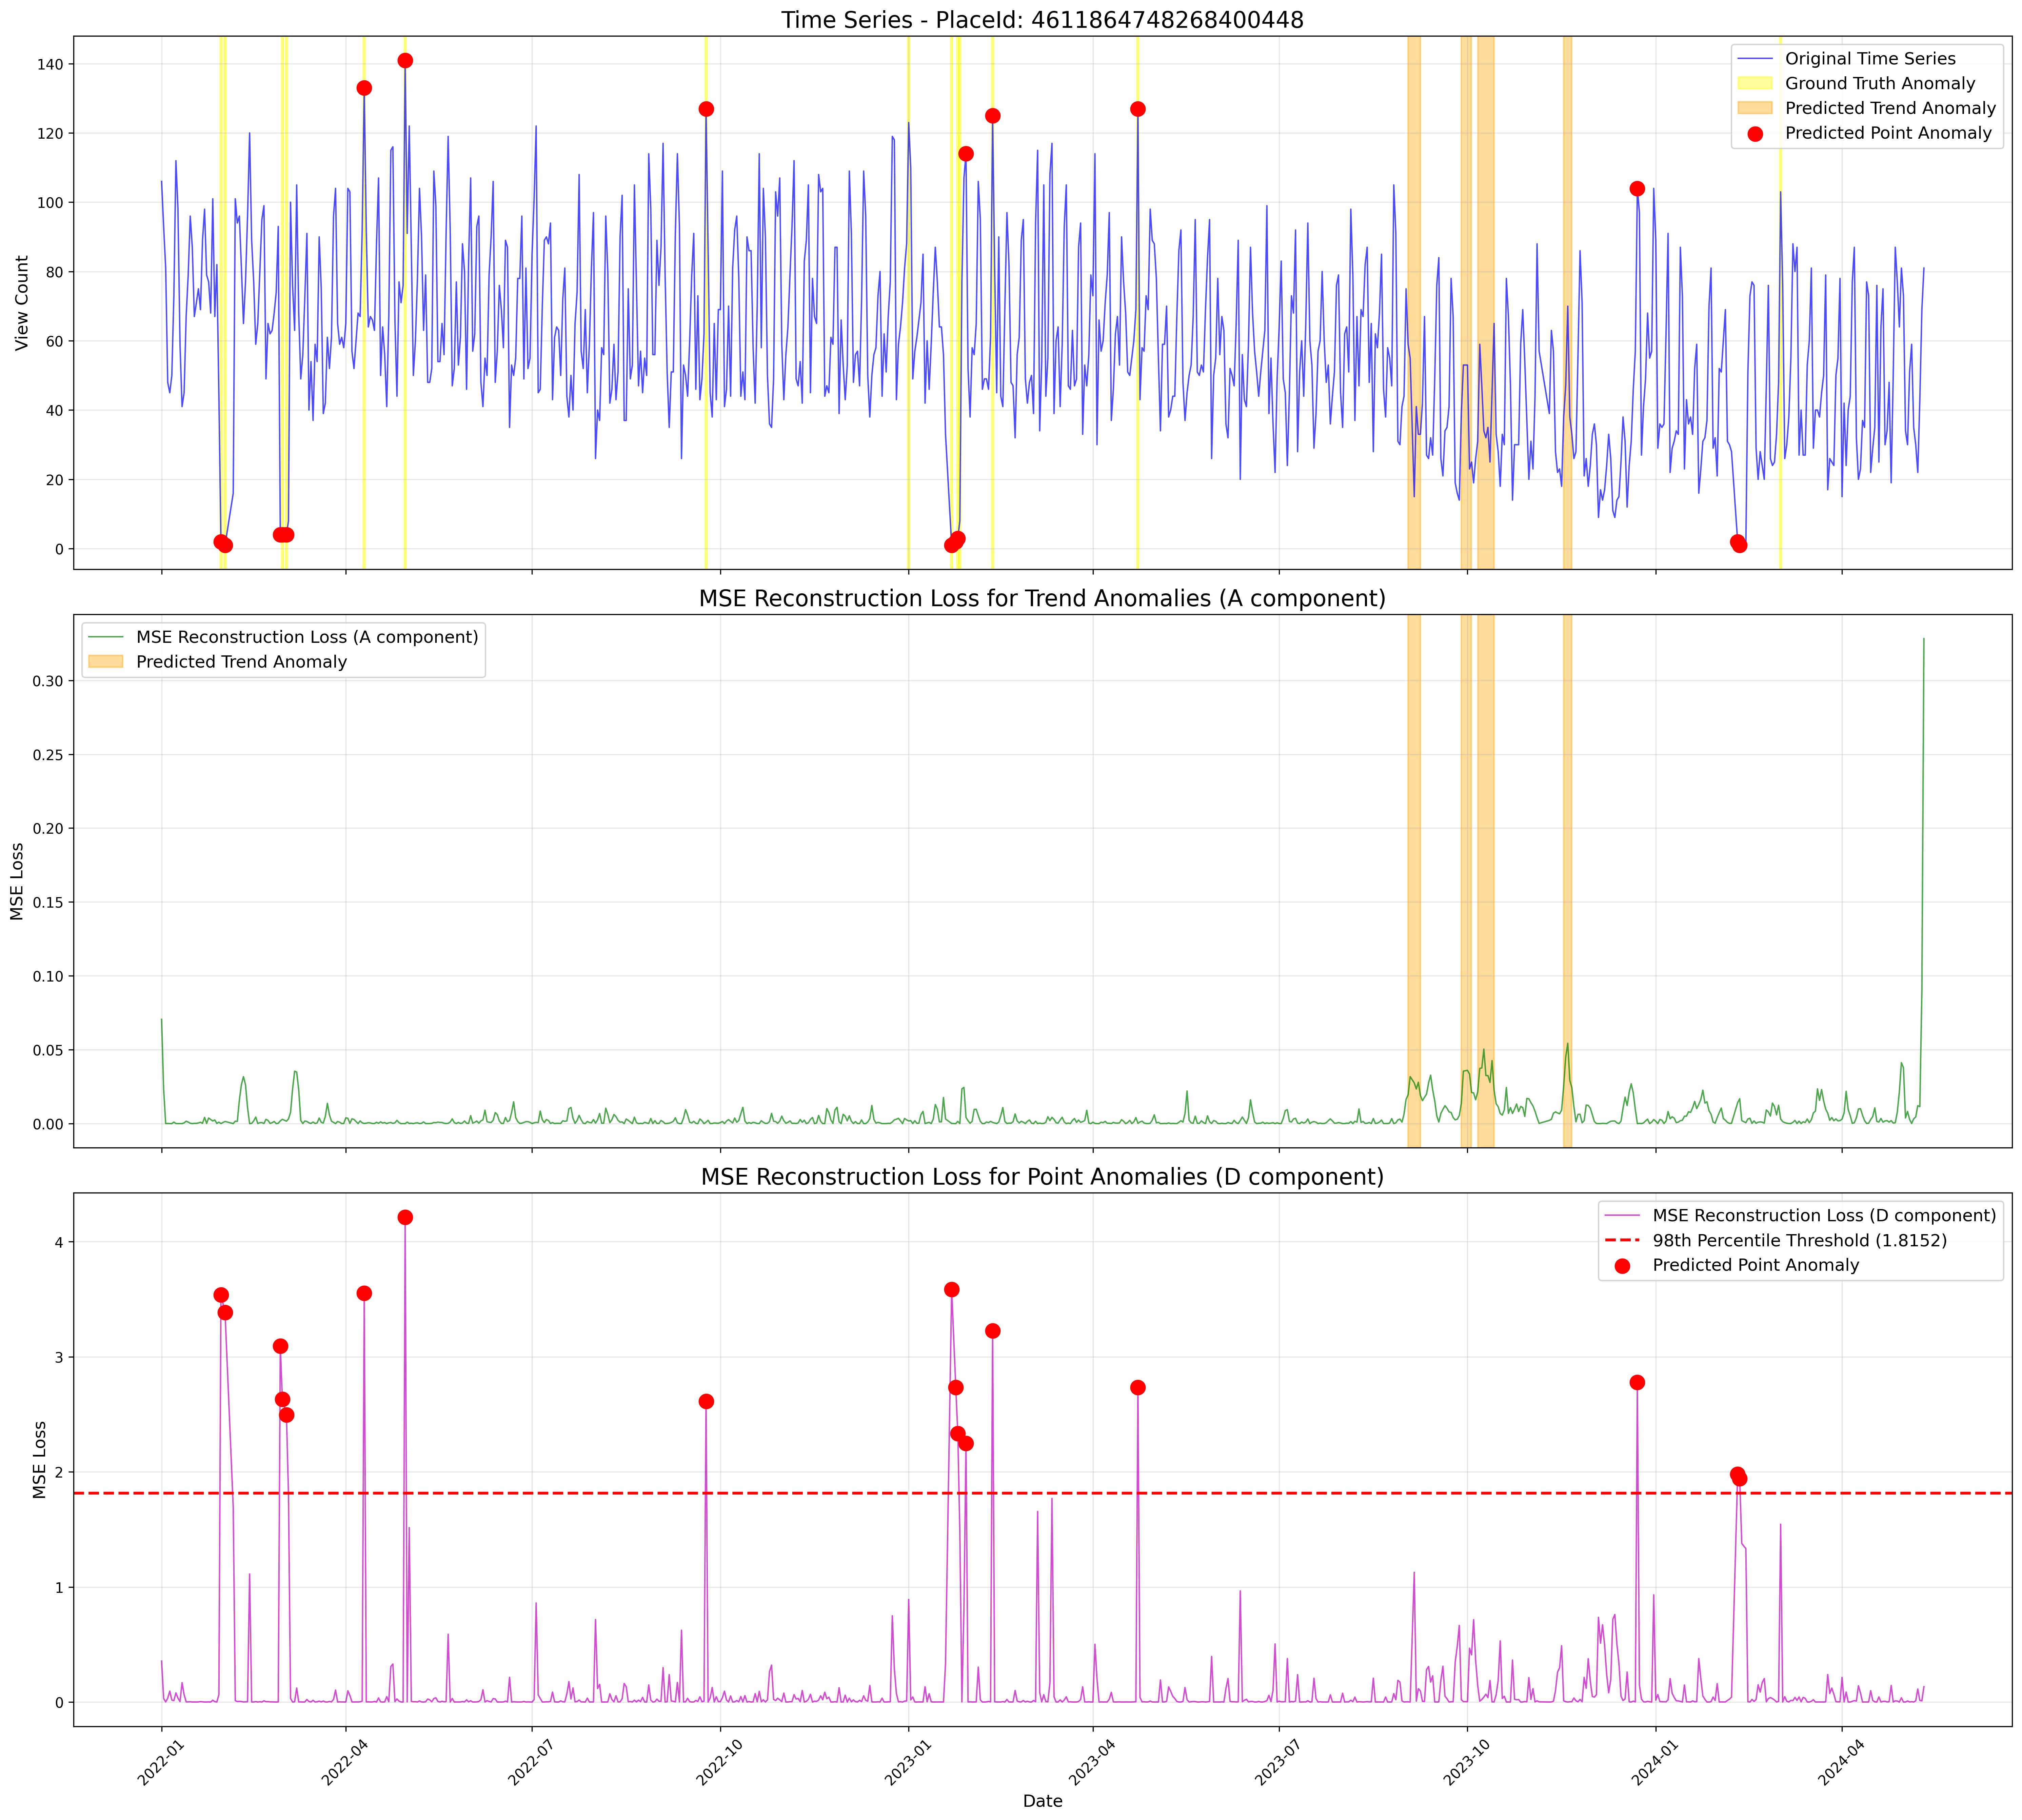 Time Series - PlaceId: 4611864748268400448
Original Time Series
Ground Truth Anomaly
Predicted Trend Anomaly
Predicted Point Anomaly
View Count
140
120
100
80
60
40
20
0
MSE Reconstruction Loss for Trend Anomalies (A component)
MSE Reconstruction Loss (A component)
Predicted Trend Anomaly
MSE Loss
0.30
0.25
0.20
0.15
0.10
0.05
0.00
MSE Reconstruction Loss for Point Anomalies (D component)
MSE Reconstruction Loss (D component)
98th Percentile Threshold (1.8152)
Predicted Point Anomaly
MSE Loss
4
3
2
1
0
2022-01
2022-04
2022-07
2022-10
2023-01
2023-04
2023-07
2023-10
2024-01
2024-04
Date